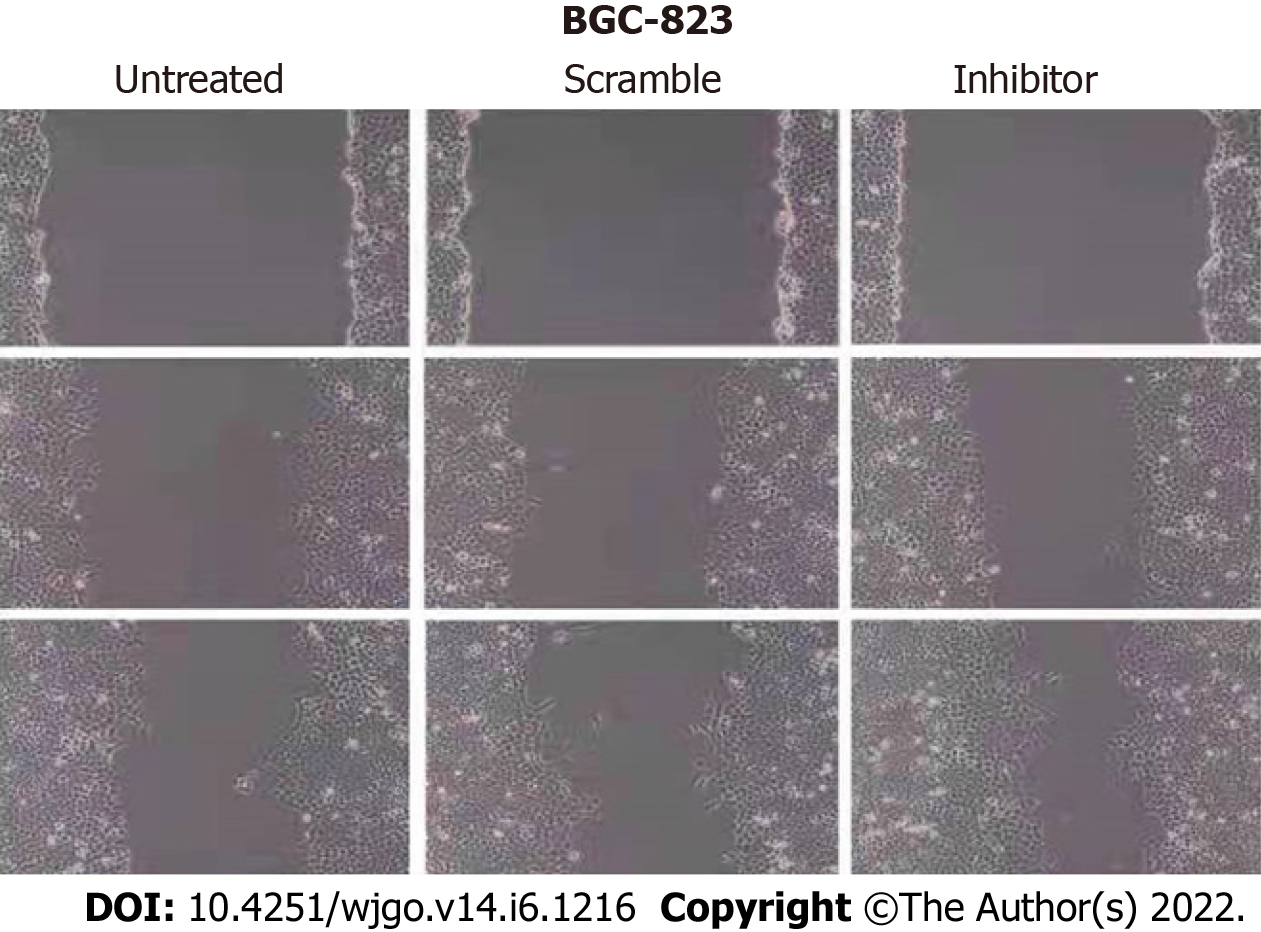 BGC-823
Untreated Scramble Inhibitor
DOI: 10.4251/wjgo.v14.i6.1216 Copyright ©The Author(s) 2022.